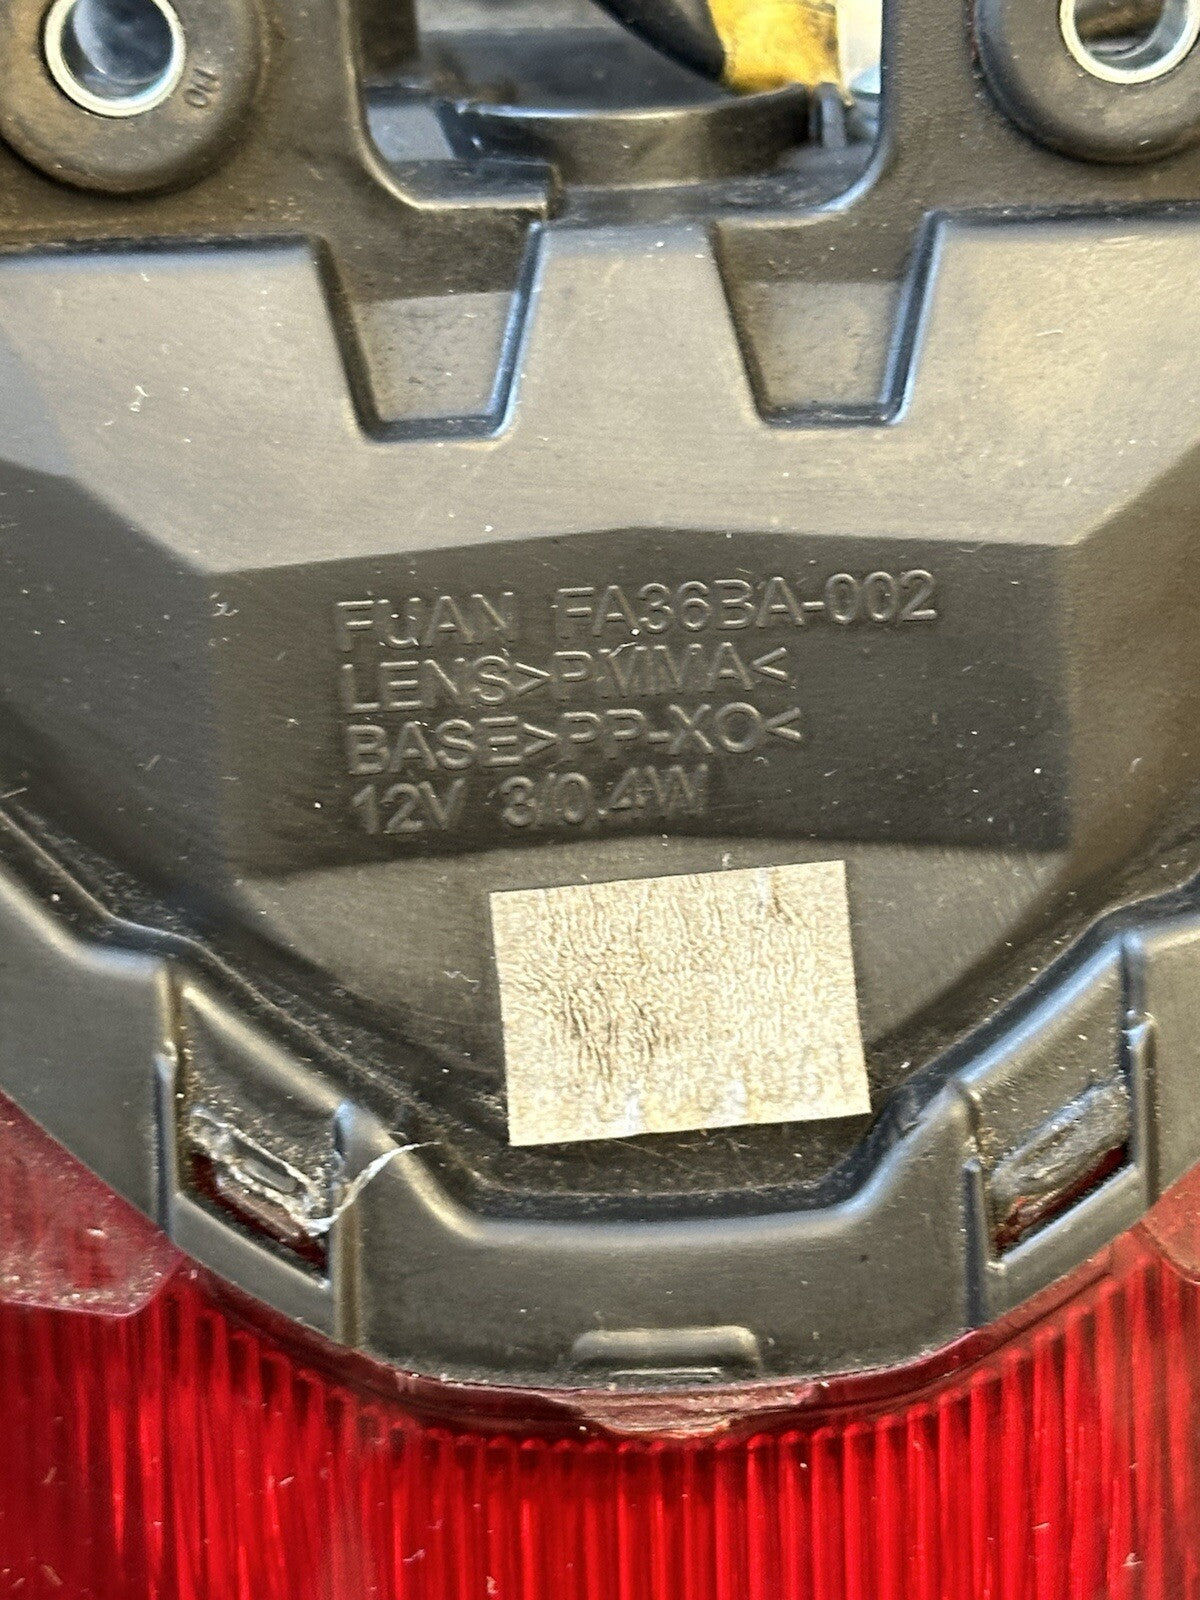 FUAN FA36BA-002
LENS>PMMA<
BASE>PP-XO<
12V 3/0.4W